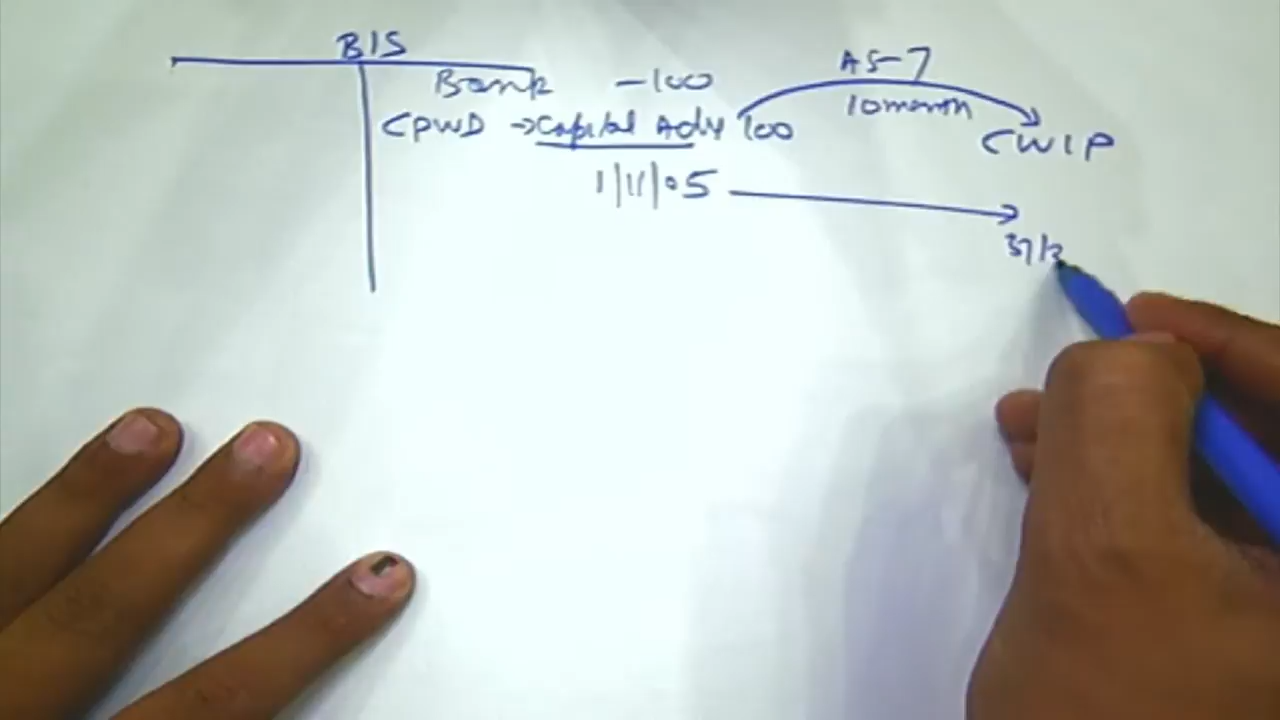 B/S
Bank -100
AS-7
10 month
CPWD → Capital Adv 100
CWIP
1/11/05
31/3